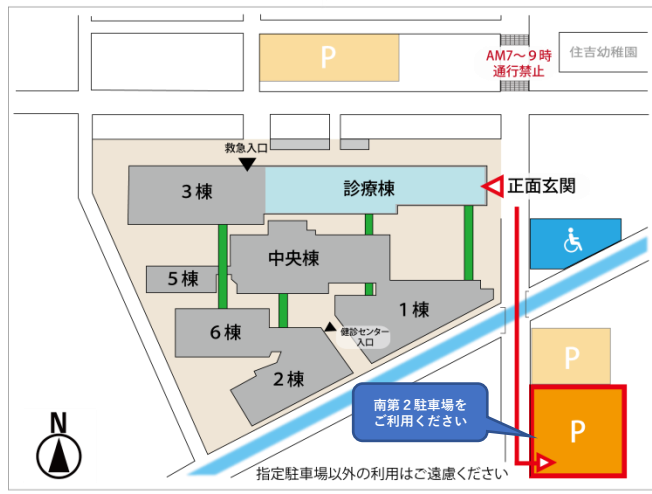 P
AM7～9時
通行禁止
住吉幼稚園
救急入口
3棟
診療棟
正面玄関
中央棟
5棟
1棟
6棟
健診センター
入口
2棟
P
南第２駐車場を
ご利用ください
P
N
指定駐車場以外の利用はご遠慮ください